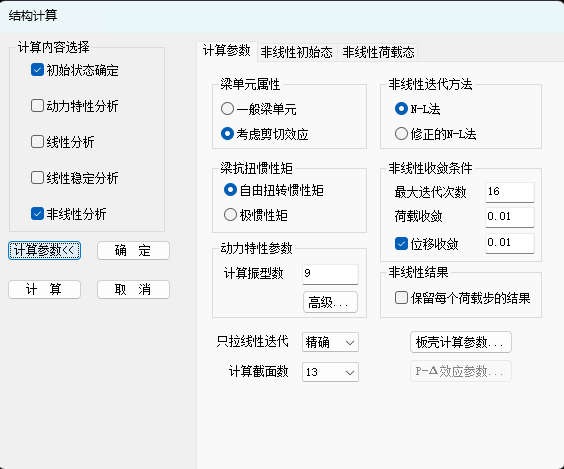 结构计算
计算内容选择
初始状态确定
动力特性分析
线性分析
线性稳定分析
非线性分析
计算参数<<
确 定
计 算
取 消
计算参数
非线性初始态
非线性荷载态
梁单元属性
一般梁单元
考虑剪切效应
梁抗扭惯性矩
自由扭转惯性矩
极惯性矩
动力特性参数
计算振型数
9
高级...
只拉线性迭代
精确
计算截面数
13
非线性迭代方法
N-L法
修正的N-L法
非线性收敛条件
最大迭代次数
16
荷载收敛
0.01
位移收敛
0.01
非线性结果
保留每个荷载步的结果
板壳计算参数...
P-Δ效应参数...